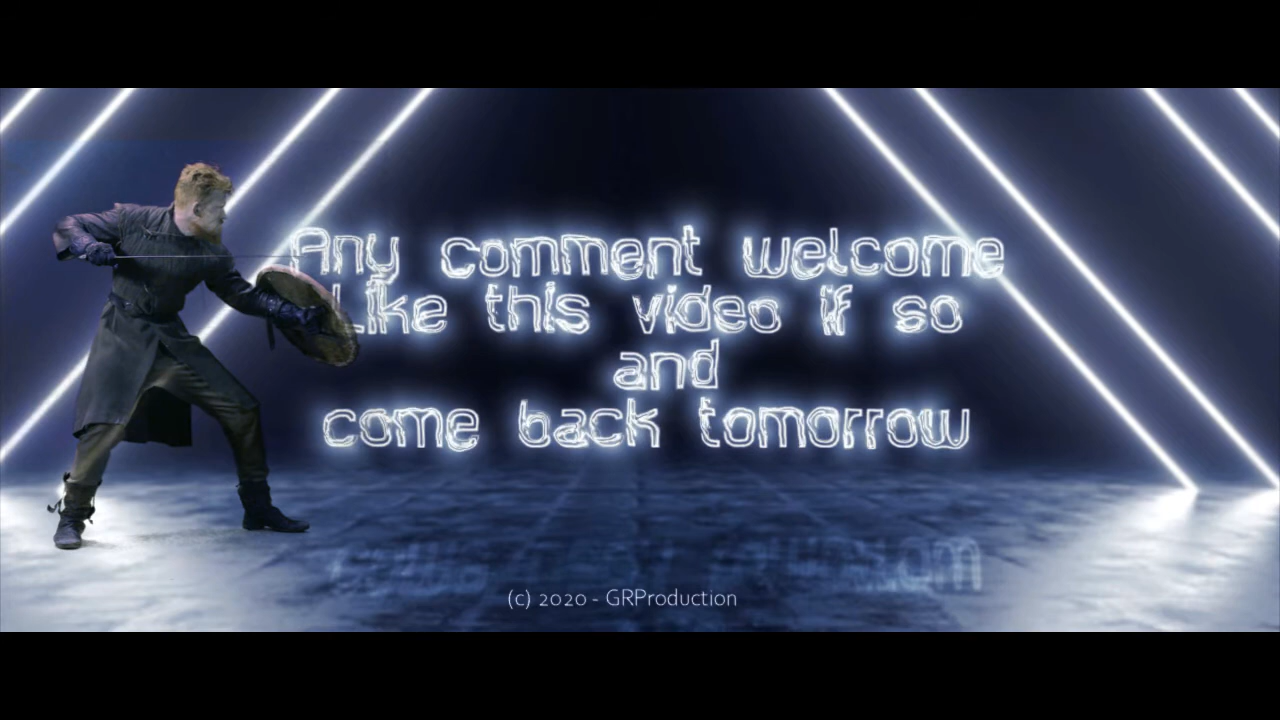 Any comment welcome
Like this video if so
and
come back tomorrow
(c) 2020 - GRProduction